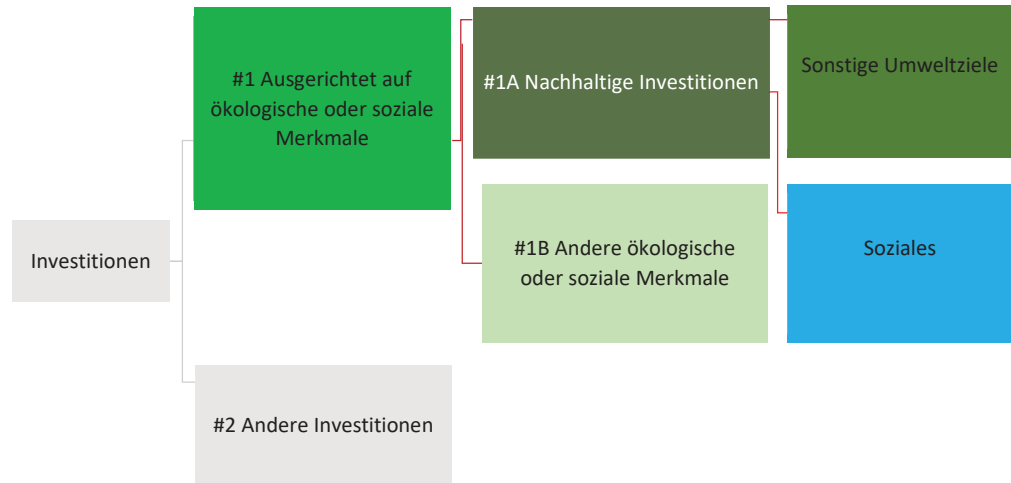 Investitionen
#1 Ausgerichtet auf
ökologische oder soziale
Merkmale
#2 Andere Investitionen
#1A Nachhaltige Investitionen
#1B Andere ökologische
oder soziale Merkmale
Sonstige Umweltziele
Soziales